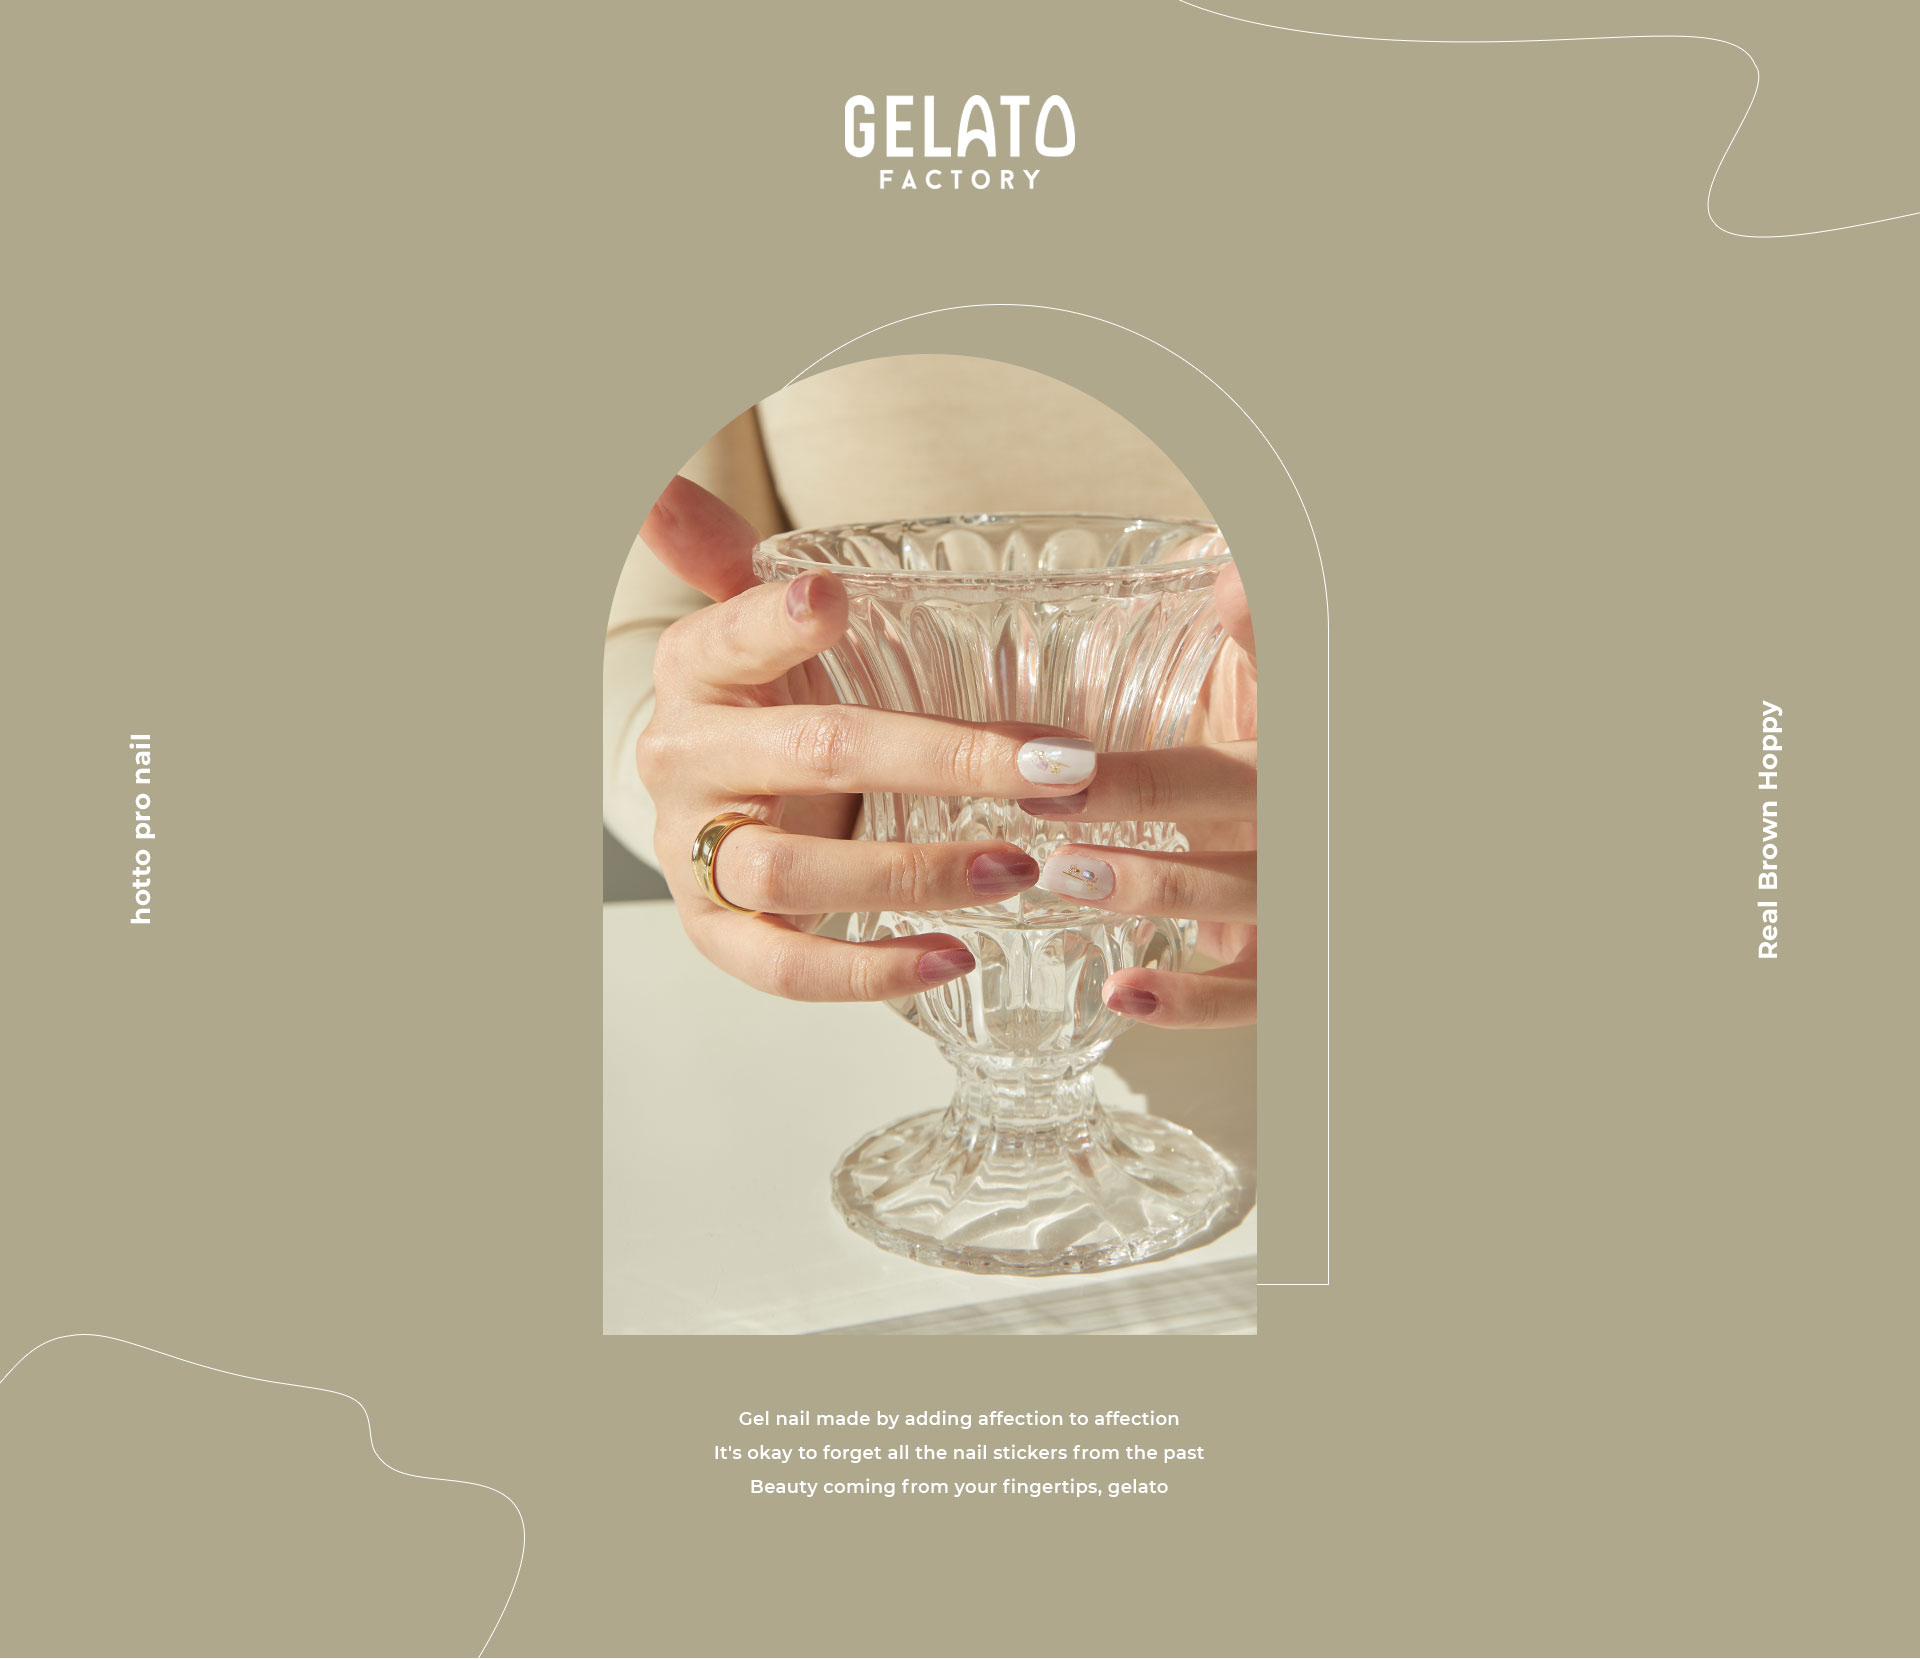 GELATO
FACTORY
hotto pro nail
Real Brown Hoppy
Gel nail made by adding affection to affection
It's okay to forget all the nail stickers from the past
Beauty coming from your fingertips, gelato